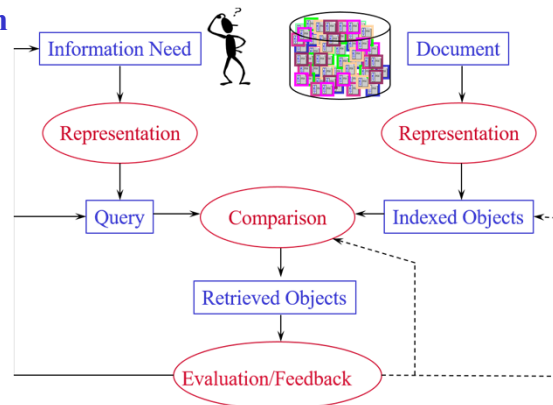 Information Need
?
Document
Representation
Representation
Query
Comparison
Indexed Objects
Retrieved Objects
Evaluation/Feedback